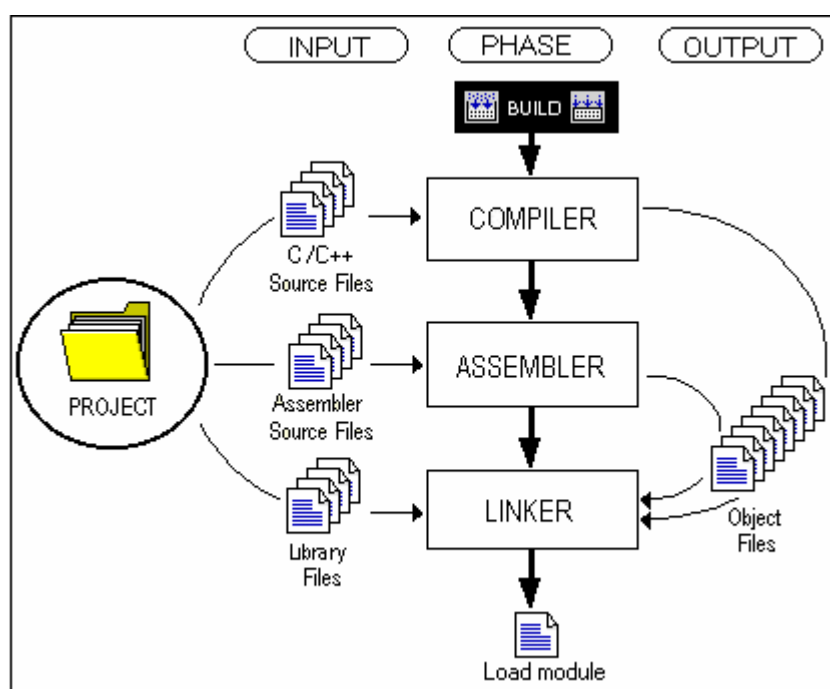 INPUT
PHASE
OUTPUT
BUILD
COMPILER
C/C++
Source Files
PROJECT
ASSEMBLER
Assembler
Source Files
LINKER
Library
Files
Object
Files
Load module